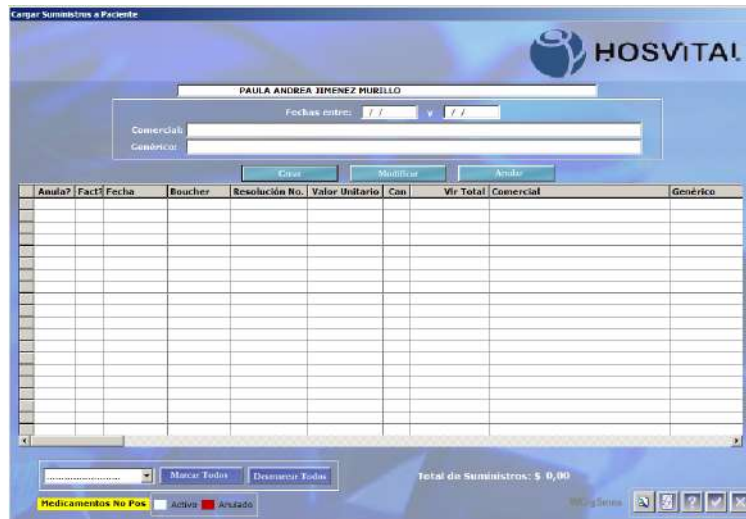 Cargar Suministros a Paciente
HOSVITAL
PAULA ANDREA JIMENEZ MURILLO
Fechas entre: / / y / /
Comercial:
Genérico:
Crear Modificar Anular
Anula? Fact? Fecha Boucher Resolución No. Valor Unitario Can Vlr Total Comercial Genérico
Marcar Todos Desmarcar Todos
Total de Suministros: $ 0,00
Medicamentos No Pos Activo Anulado